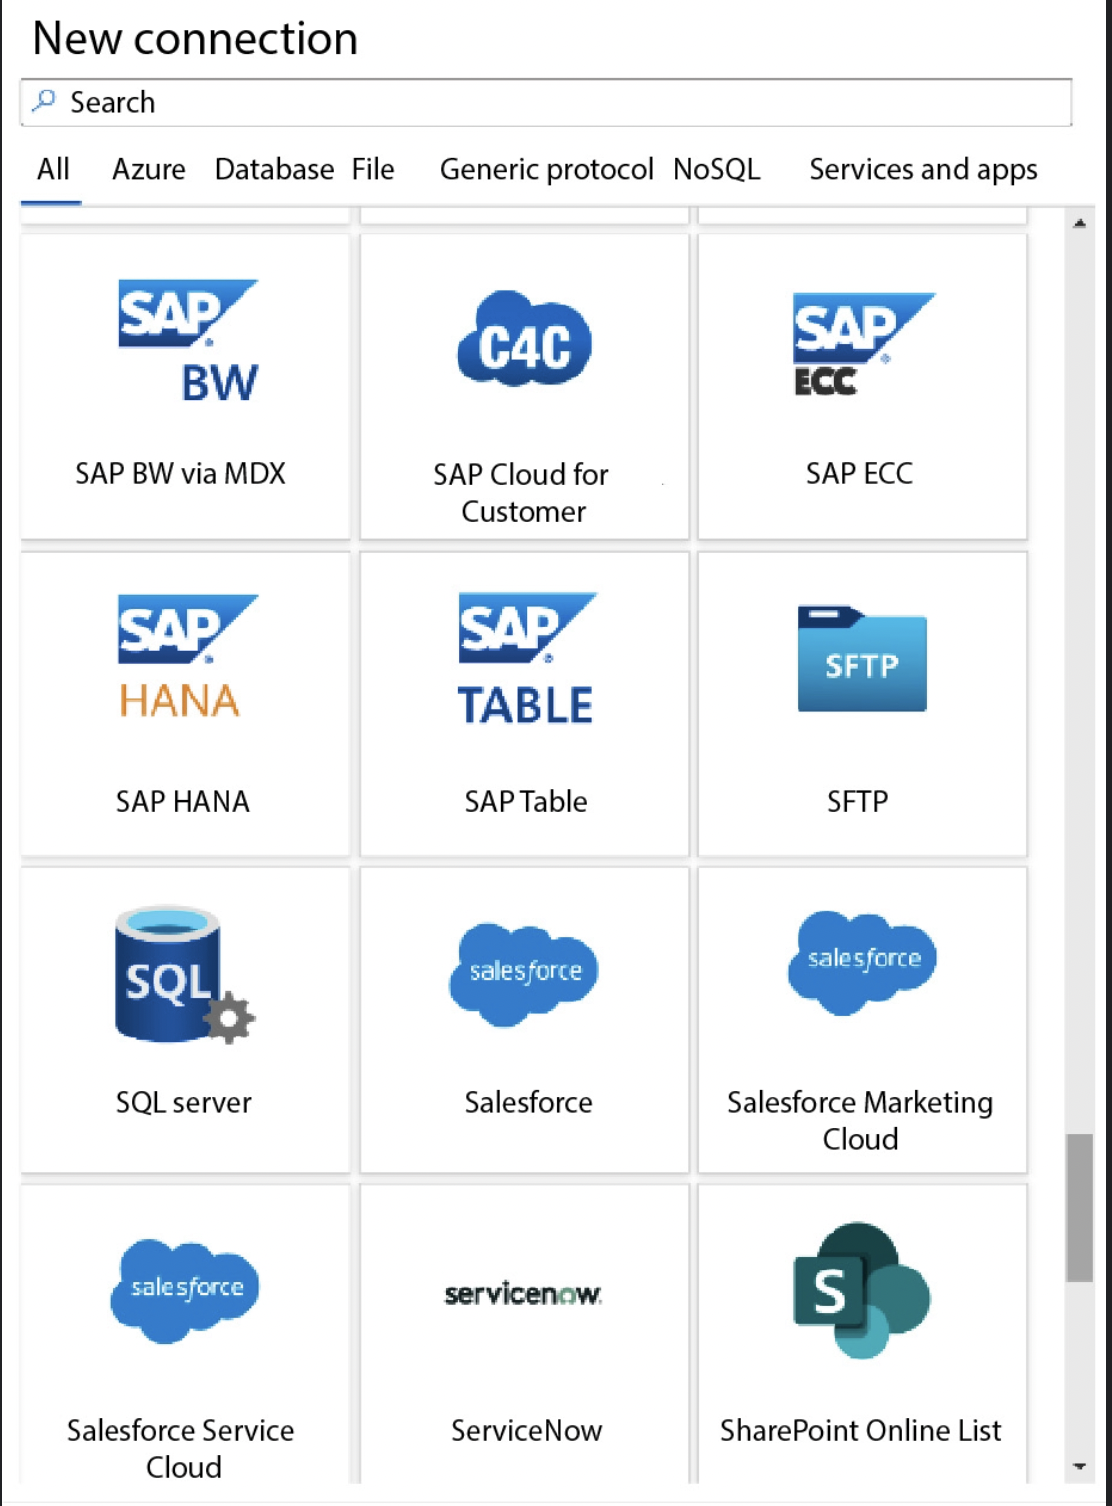 New connection
Search
All Azure Database File Generic protocol NoSQL Services and apps
SAP
BW
SAP BW via MDX
C4C
SAP Cloud for
Customer
SAP
ECC
SAP ECC
SAP
HANA
SAP HANA
SAP
TABLE
SAP Table
SFTP
SFTP
SQL
SQL server
salesforce
Salesforce
salesforce
Salesforce Marketing
Cloud
salesforce
Salesforce Service
Cloud
servicenow
ServiceNow
S
SharePoint Online List